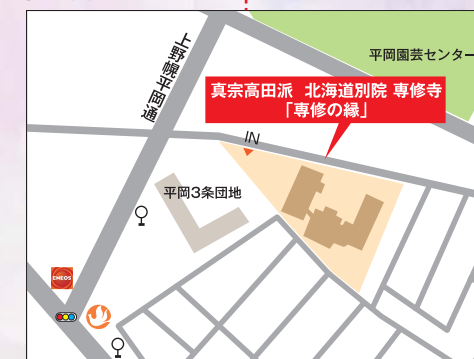 平岡園芸センター
上野幌平岡通
真宗高田派 北海道別院 専修寺
「専修の縁」
IN
平岡3条団地
ENEOS